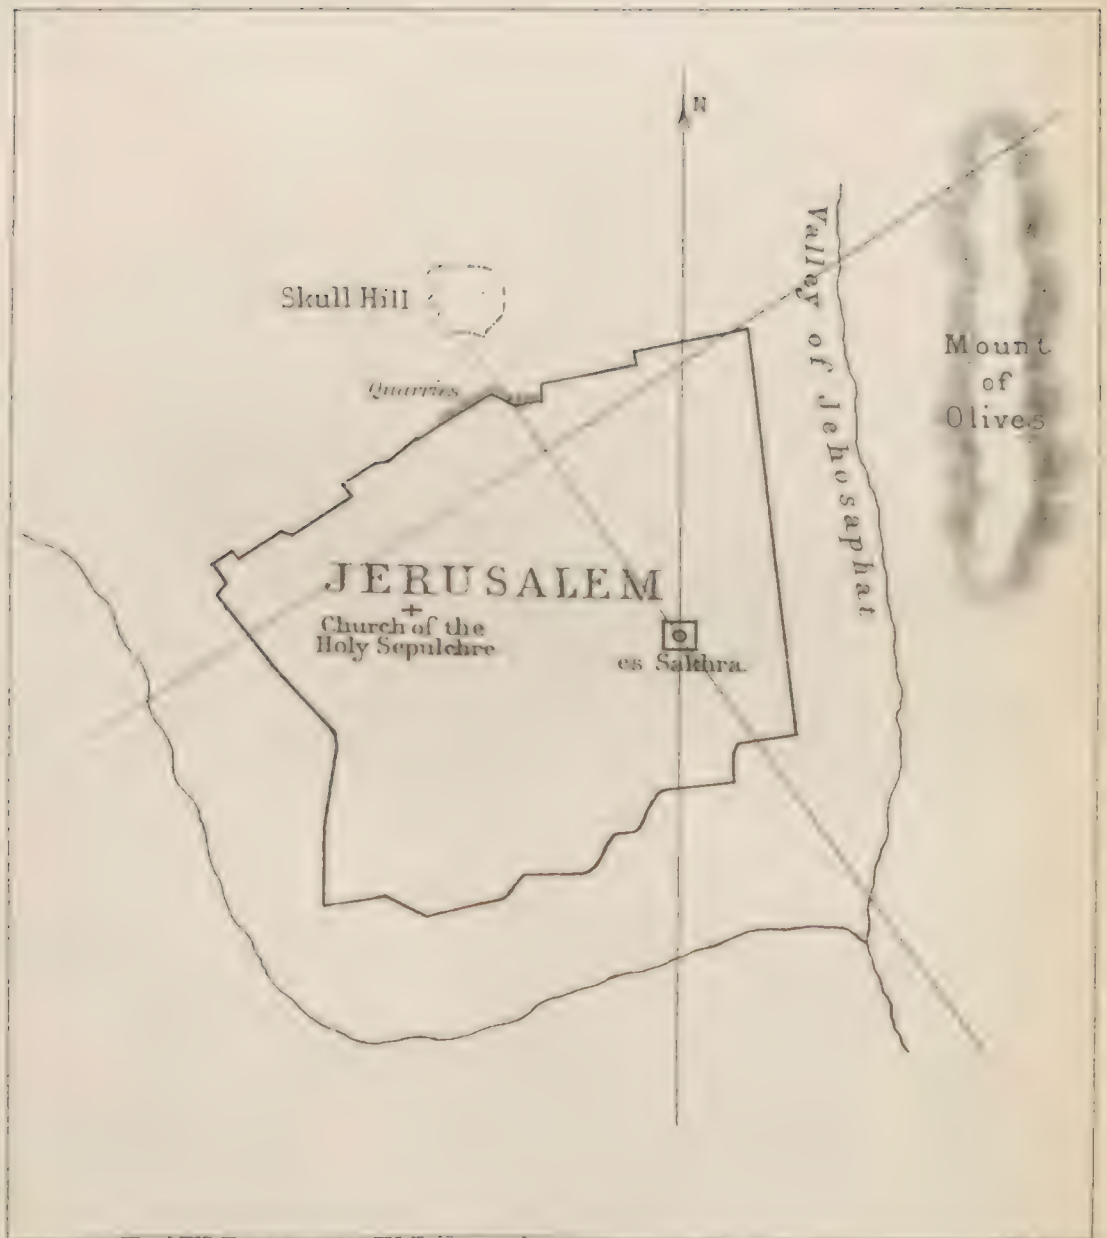 N
Skull Hill
Quarries
Valley of Jehosaphat
Mount
of
Olives
JERUSALEM
Church of the
Holy Sepulchre
es Sakhra.